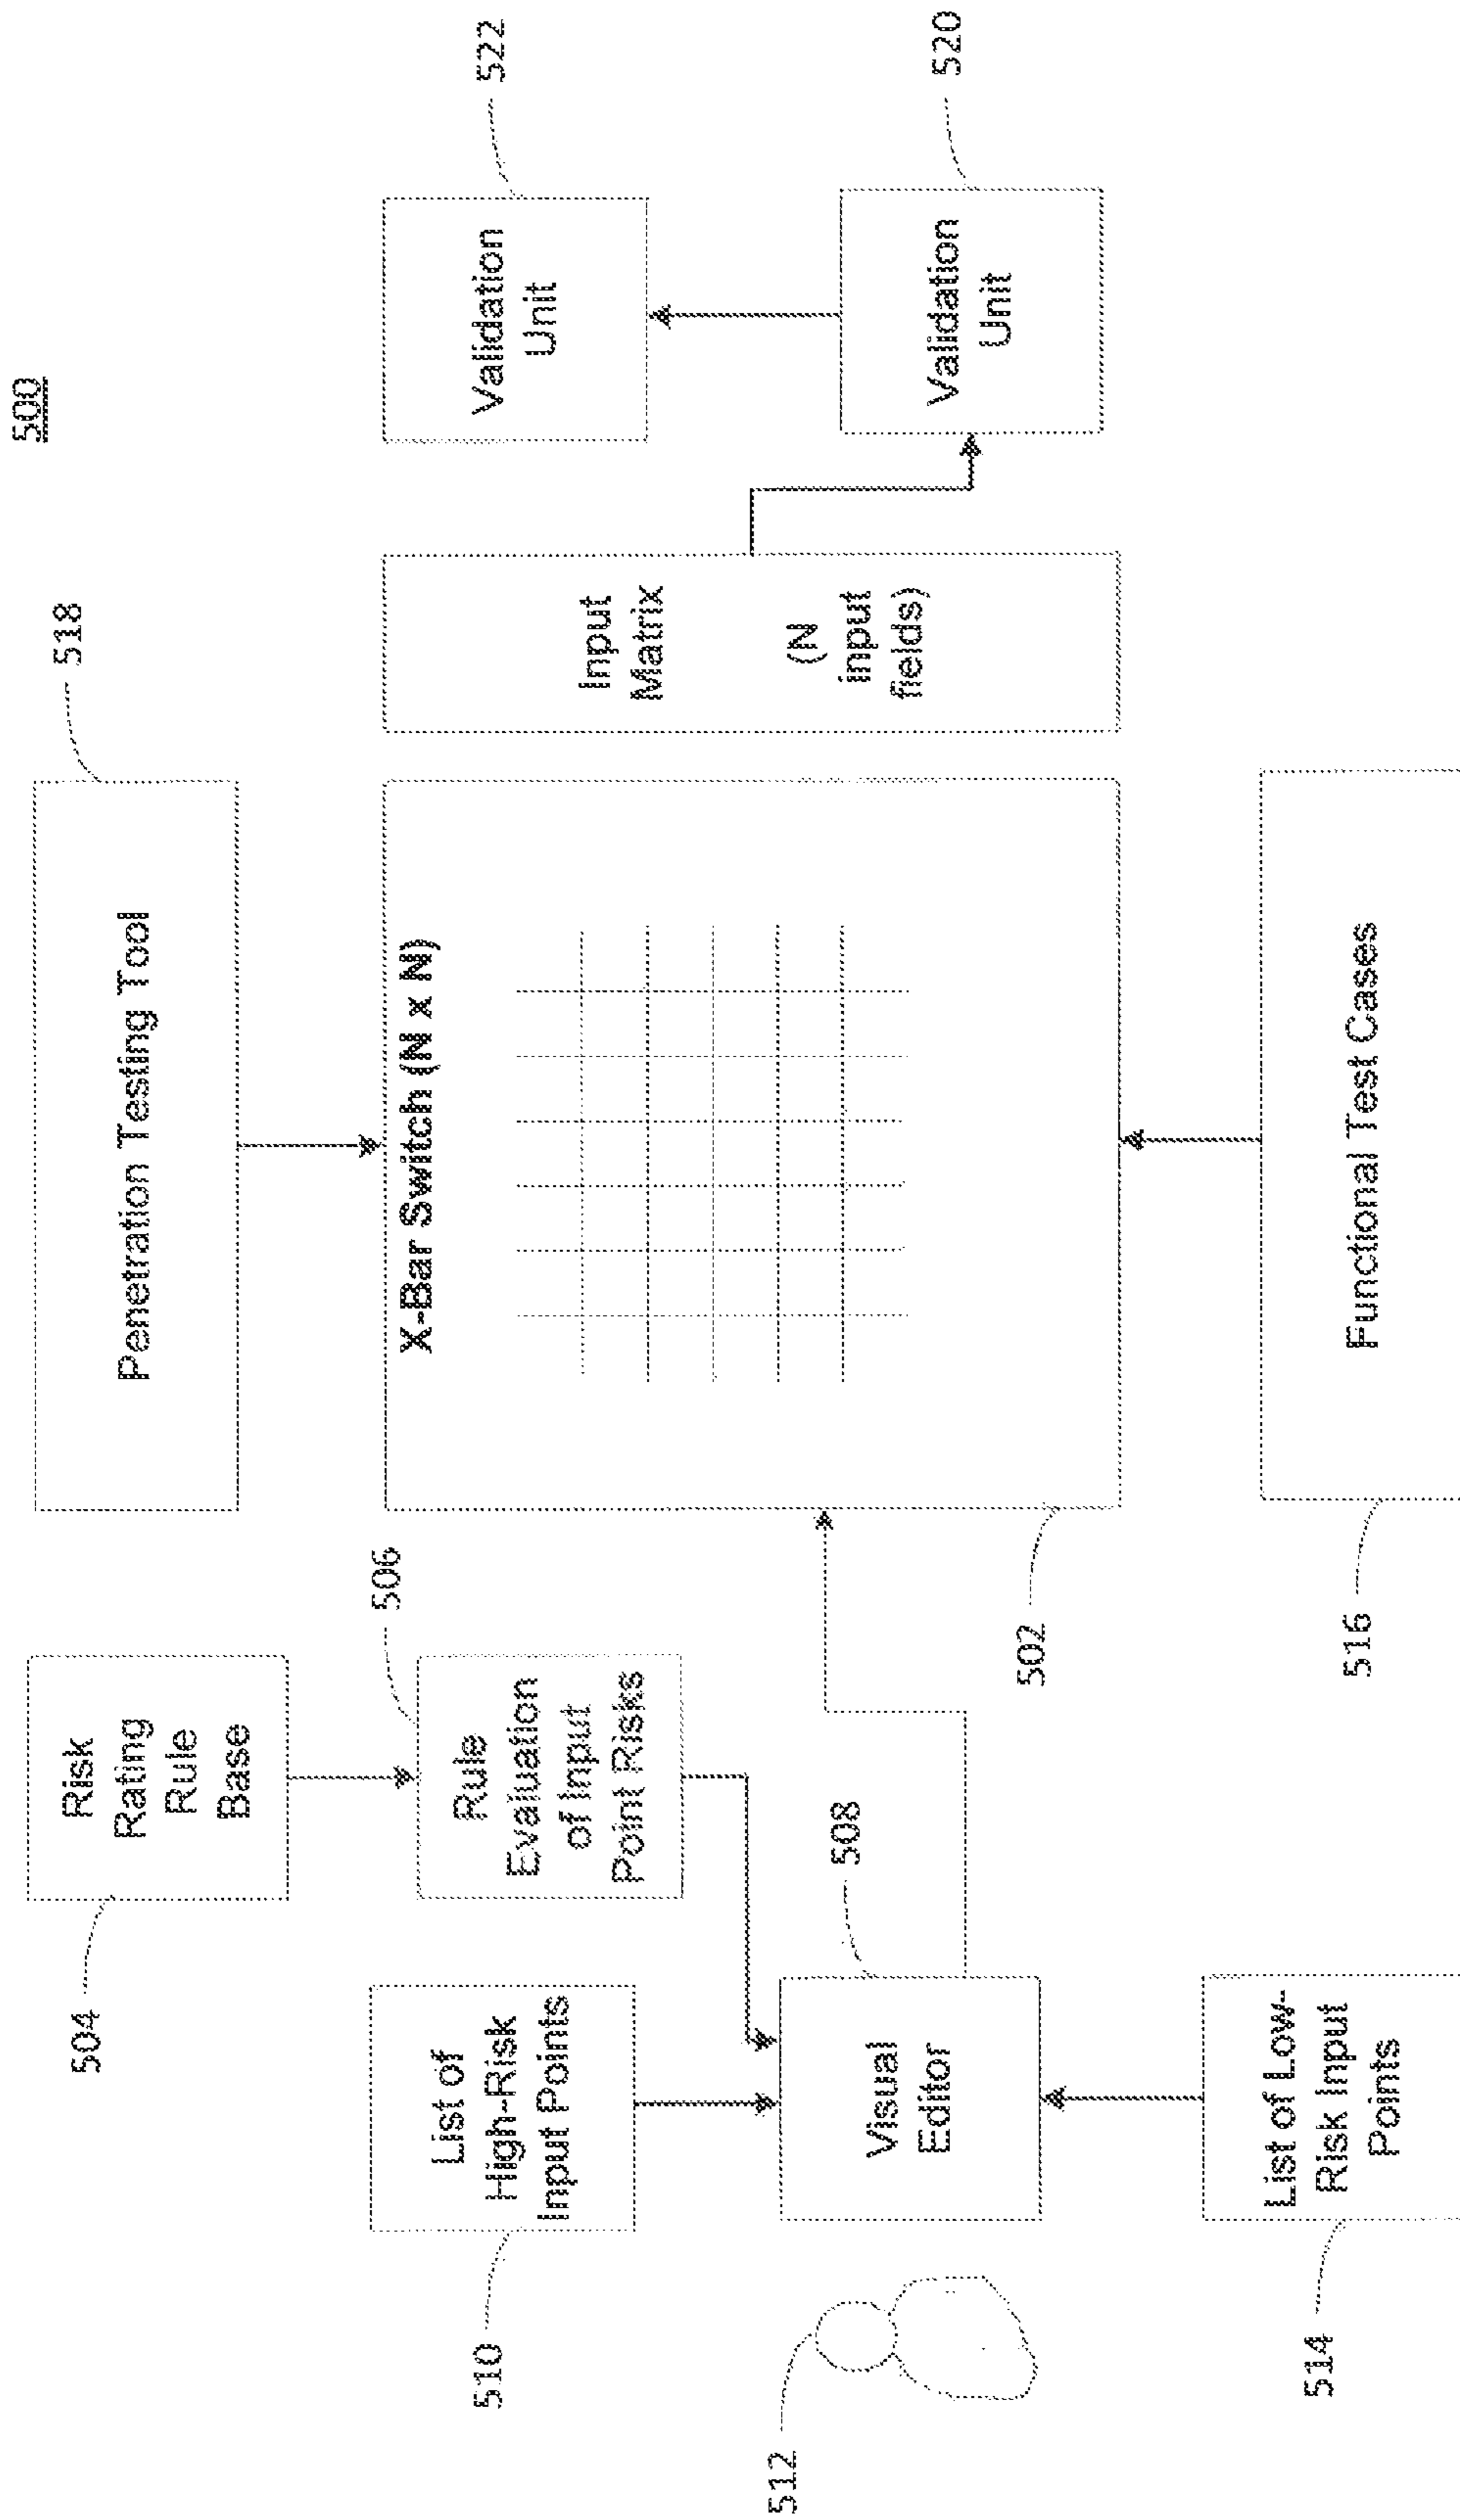 500
504
Risk
Rating
Rule
Base
Penetration Testing Tool
518
506
510
List of
High-Risk
Input Points
Rule
Evaluation
of Input
Point Risks
X-Bar Switch (N x N)
Input
Matrix
(N
input
fields)
Validation
Unit
522
512
Visual
Editor
508
502
Validation
Unit
520
514
List of Low-
Risk Input
Points
516
Functional Test Cases